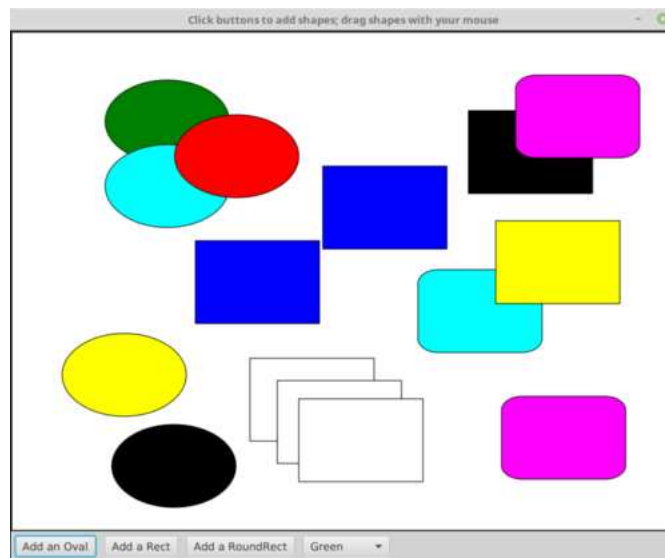 Click buttons to add shapes; drag shapes with your mouse
Add an Oval Add a Rect Add a RoundRect Green